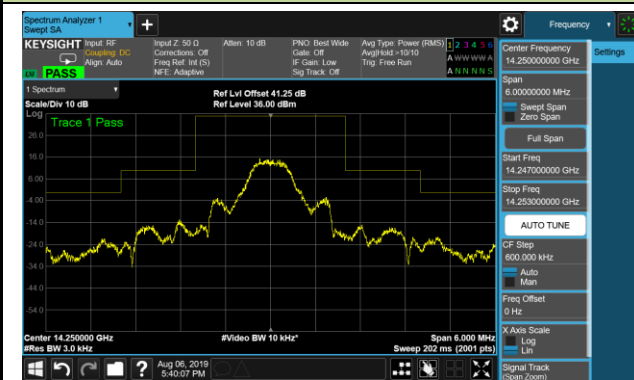 Spectrum Analyzer 1
Swept SA
+
Frequency
KEYSIGHT
Input: RF
Coupling: DC
Align: Auto
Input Z: 50 Ω
Corrections: Off
Freq Ref: Int (S)
NFE: Adaptive
Atten: 10 dB
PNO: Best Wide
Gate: Off
IF Gain: Low
Sig Track: Off
Avg Type: Power (RMS)
Avg|Hold:>10/10
Trig: Free Run
1 2 3 4 5 6
A W W W W A
A N N N N S
PASS
1 Spectrum
Scale/Div 10 dB
Ref Lvl Offset 41.25 dB
Ref Level 36.00 dBm
Log
Trace 1 Pass
26.0
16.0
6.00
-4.00
-14.0
-24.0
-34.0
-44.0
-54.0
Center 14.250000 GHz
#Res BW 3.0 kHz
#Video BW 10 kHz*
Span 6.000 MHz
Sweep 202 ms (2001 pts)
Aug 06, 2019
5:40:07 PM
?
Center Frequency
14.250000000 GHz
Span
6.00000000 MHz
Swept Span
Zero Span
Full Span
Start Freq
14.247000000 GHz
Stop Freq
14.253000000 GHz
AUTO TUNE
CF Step
600.000 kHz
Auto
Man
Freq Offset
0 Hz
X Axis Scale
Log
Lin
Signal Track
(Span Zoom)
Settings